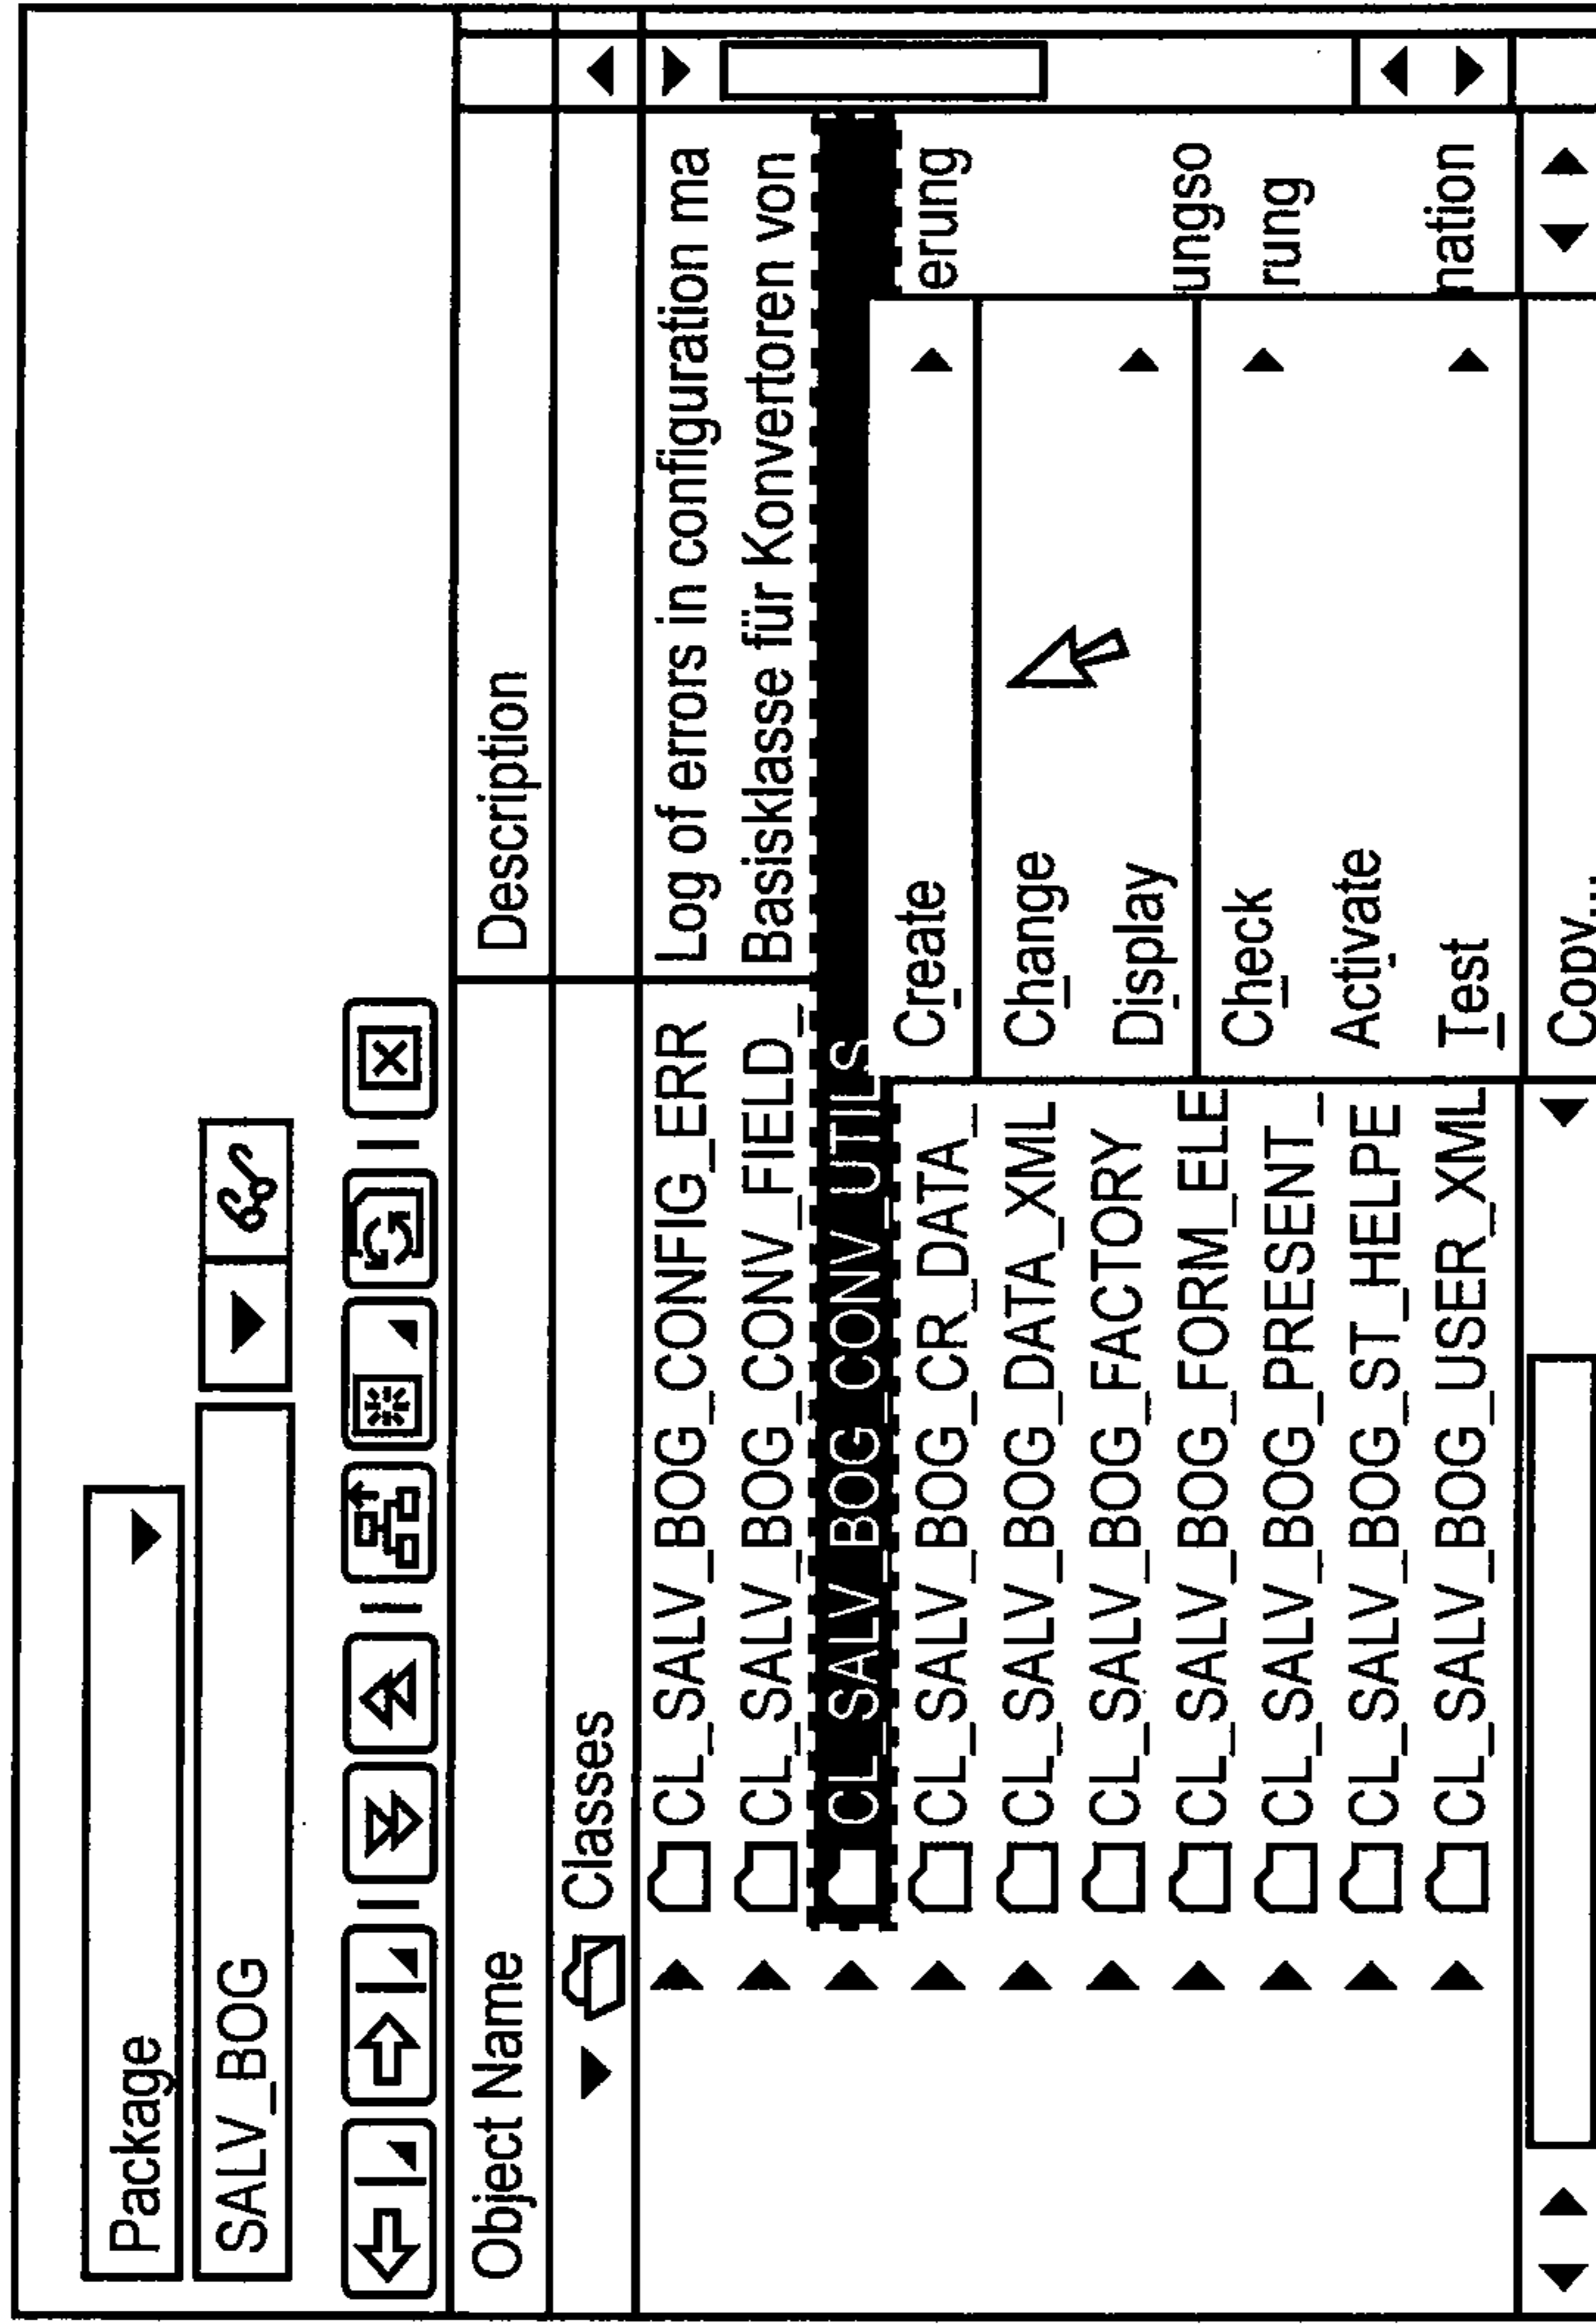 Package
SALV_BOG
Object Name Description
Classes
CL_SALV_BOG_CONFIG_ERR Log of errors in configuration ma
CL_SALV_BOG_CONV_FIELD_ Basisklasse für Konvertoren von
CL_SALV_BOG_CONV_UTILS
CL_SALV_BOG_CR_DATA_ Create erung
CL_SALV_BOG_DATA_XML Change
CL_SALV_BOG_FACTORY Display
CL_SALV_BOG_FORM_ELE ungso
CL_SALV_BOG_PRESENT_ Check rung
CL_SALV_BOG_ST_HELPE Activate
CL_SALV_BOG_USER_XML Test nation
Copy...